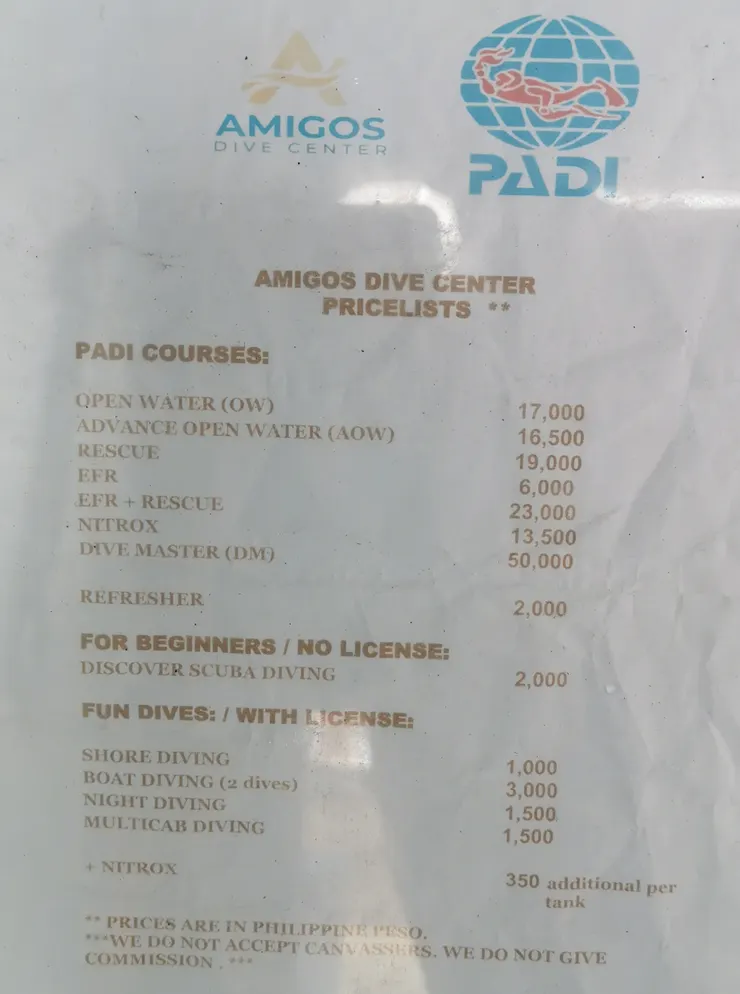 AMIGOS
DIVE CENTER
PADI
AMIGOS DIVE CENTER
PRICELISTS **
PADI COURSES:
OPEN WATER (OW) 17,000
ADVANCE OPEN WATER (AOW) 16,500
RESCUE 19,000
EFR 6,000
EFR + RESCUE 23,000
NITROX 13,500
DIVE MASTER (DM) 50,000
REFRESHER 2,000
FOR BEGINNERS / NO LICENSE:
DISCOVER SCUBA DIVING 2,000
FUN DIVES: / WITH LICENSE:
SHORE DIVING 1,000
BOAT DIVING (2 dives) 3,000
NIGHT DIVING 1,500
MULTICAB DIVING 1,500
+ NITROX 350 additional per
tank
** PRICES ARE IN PHILIPPINE PESO.
***WE DO NOT ACCEPT CANVASSERS. WE DO NOT GIVE
COMMISSION . ***